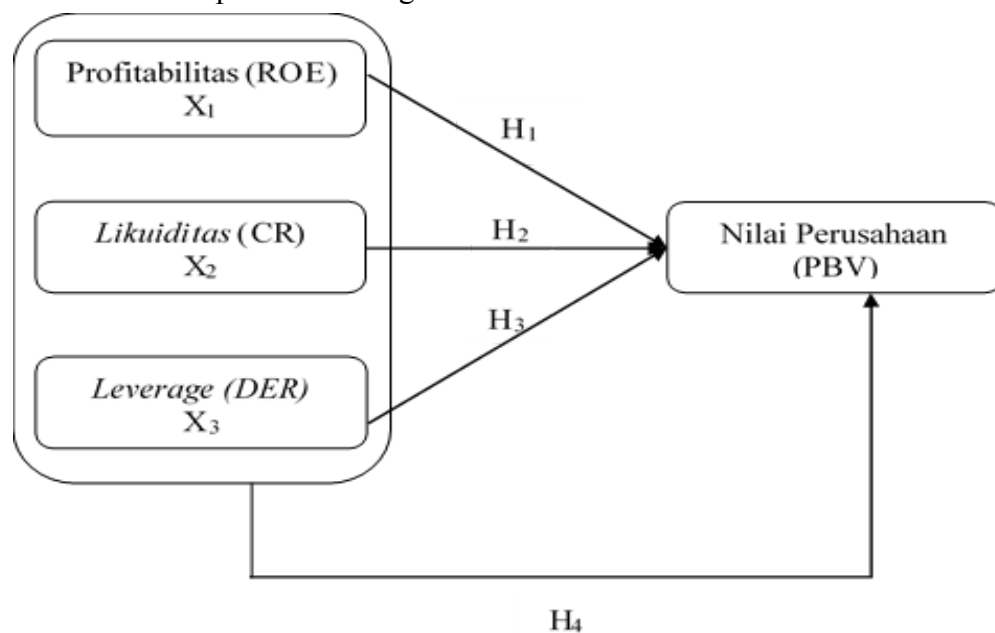 Profitabilitas (ROE)
X₁
H₁
Likuiditas (CR)
X₂
H₂
Nilai Perusahaan
(PBV)
H₃
Leverage (DER)
X₃
H₄